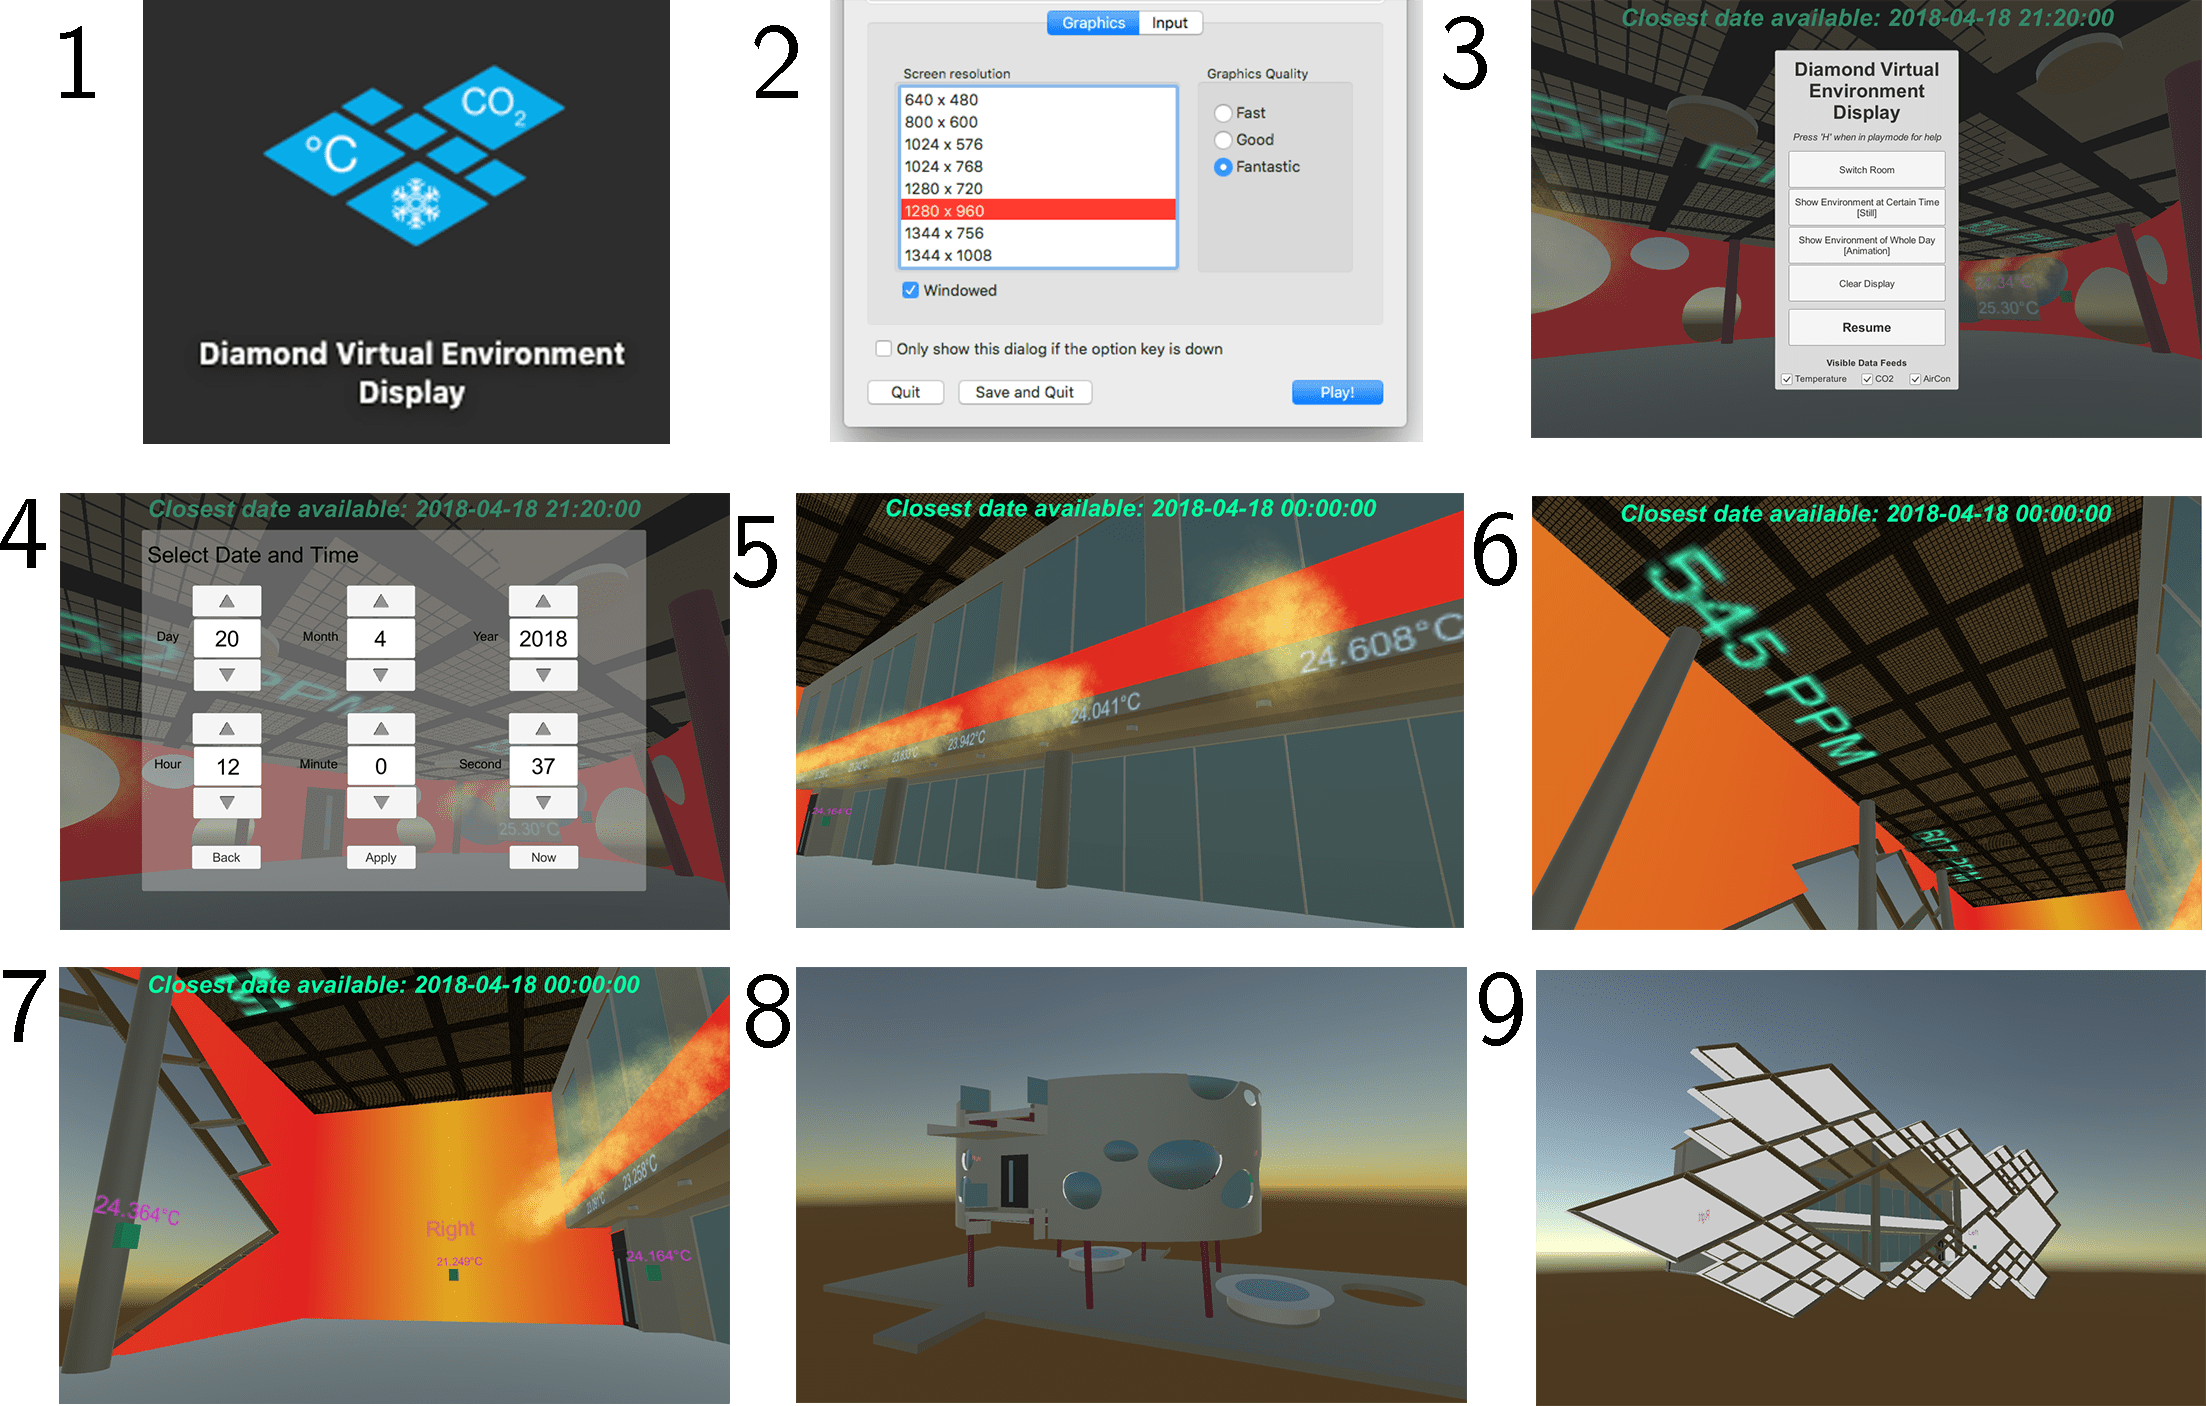 1
°C
CO2
Diamond Virtual Environment
Display
2
Graphics
Input
Screen resolution
Graphics Quality
640 x 480
800 x 600
1024 x 576
1024 x 768
1280 x 720
1280 x 960
1344 x 756
1344 x 1008
Fast
Good
Fantastic
Windowed
Only show this dialog if the option key is down
Quit
Save and Quit
Play!
3
Closest date available: 2018-04-18 21:20:00
Diamond Virtual
Environment
Display
Press 'H' when in playmode for help
Switch Room
Show Environment at Certain Time
[Still]
Show Environment of Whole Day
[Animation]
Clear Display
Resume
Visible Data Feeds
Temperature
CO2
AirCon
24.34°C
25.30°C
4
Closest date available: 2018-04-18 21:20:00
Select Date and Time
Day
20
Month
4
Year
2018
Hour
12
Minute
0
Second
37
25.30°C
Back
Apply
Now
5
Closest date available: 2018-04-18 00:00:00
24.608°C
24.041°C
23.942°C
24.164°C
6
Closest date available: 2018-04-18 00:00:00
545 PPM
607 PPM
7
Closest date available: 2018-04-18 00:00:00
24.364°C
Right
21.249°C
23.258°C
24.164°C
8
9
Right
Left